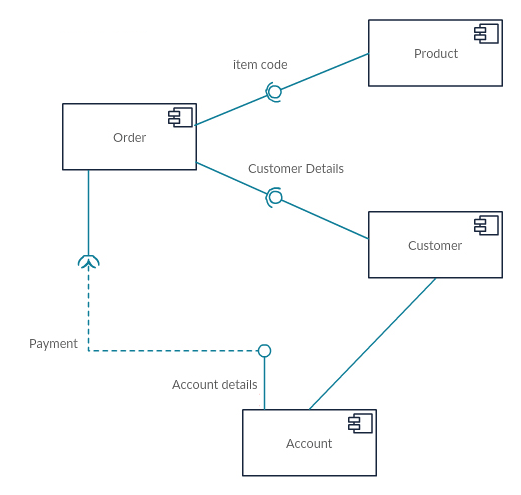 item code
Product
Order
Customer Details
Customer
Payment
Account details
Account